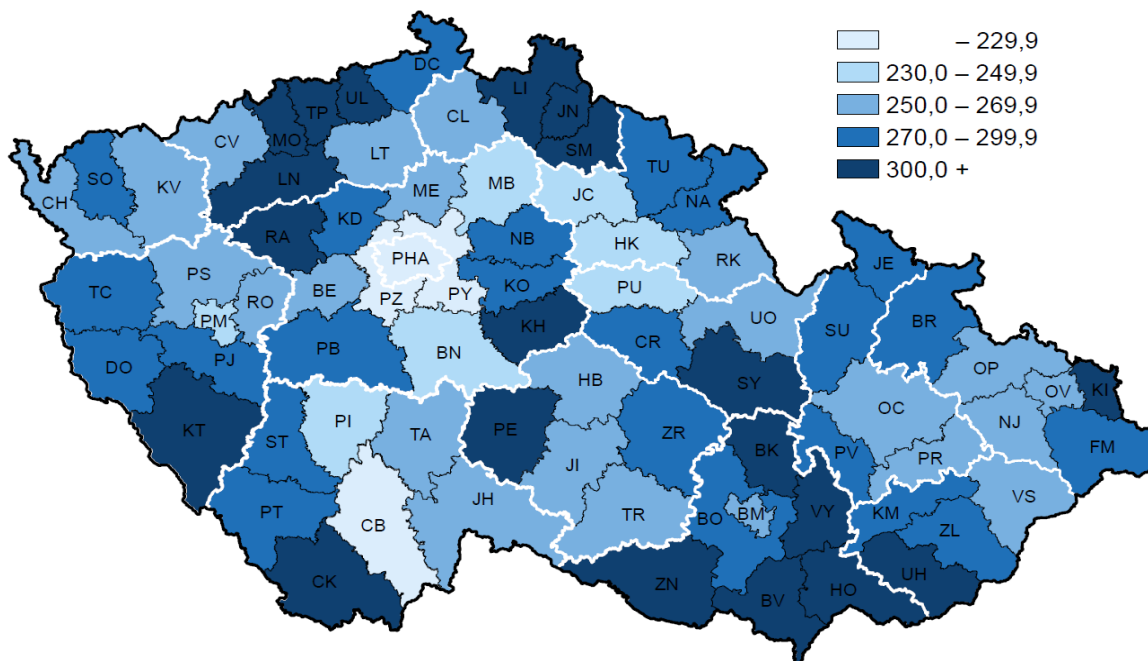 – 229,9
230,0 – 249,9
250,0 – 269,9
270,0 – 299,9
300,0 +
DC
LI
JN
SM
UL
TP
MO
CV
LT
CL
LN
SO
KV
CH
ME
MB
JC
TU
NA
RA
KD
PHA
NB
HK
RK
JE
TC
PS
RO
BE
PZ
PY
KO
PU
UO
SU
BR
PM
PJ
DO
PB
BN
KH
CR
SY
OP
OV
KI
KT
ST
PI
TA
PE
HB
ZR
OC
NJ
FM
PT
CB
JH
JI
TR
BK
PV
PR
VS
BO
BM
VY
KM
ZL
CK
ZN
BV
HO
UH